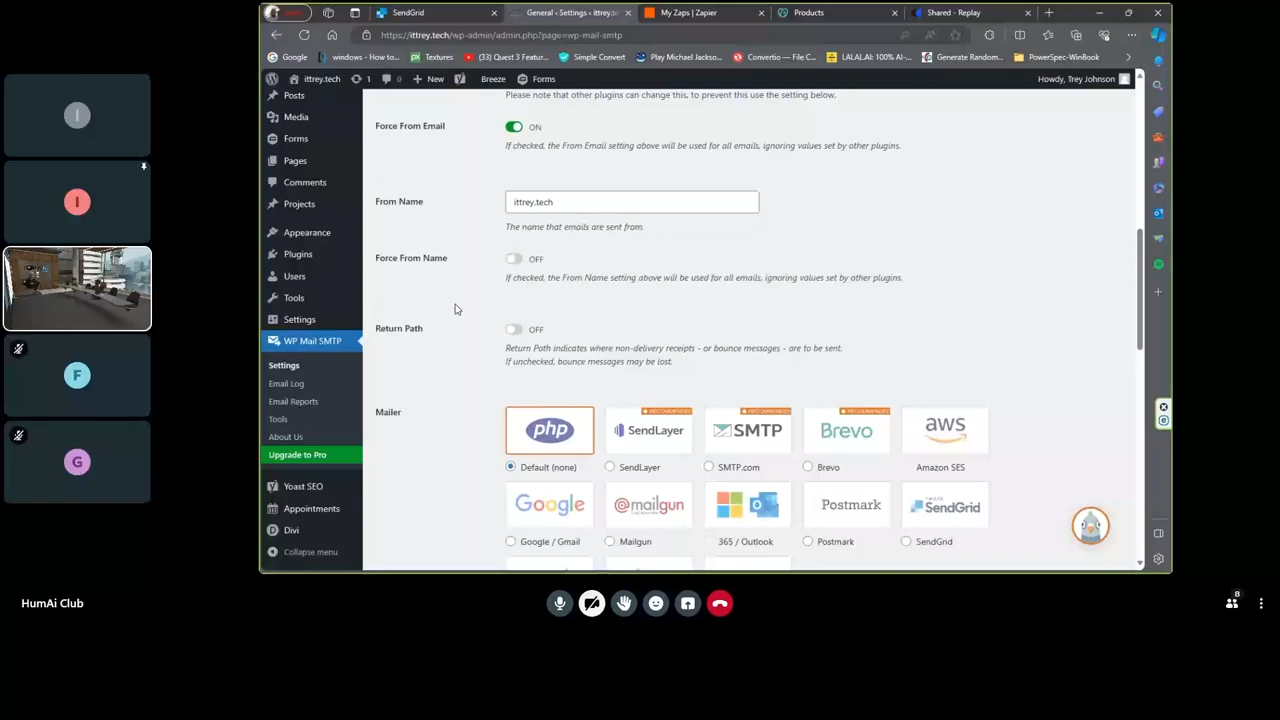 SendGrid
General ‹ Settings ‹ ittrey.t
My Zaps | Zapier
Products
Shared - Replay
https://ittrey.tech/wp-admin/admin.php?page=wp-mail-smtp
Google
windows - How to...
YouTube
Texts
(33) Quest 3 Featur...
Simple Convert
Play Michael Jackso...
LALAL.AI: 100% AI-...
Convertio — File C...
Generate Random...
PowerSpec-WinBook
ittrey.tech
1
0
New
Breeze
Forms
Howdy, Trey Johnson
Posts
Media
Forms
Pages
Comments
Projects
Appearance
Plugins
Users
Tools
Settings
WP Mail SMTP
Settings
Email Log
Email Reports
Tools
About Us
Upgrade to Pro
Yoast SEO
Appointments
Divi
Collapse menu
Please note that other plugins can change this, to prevent this use the setting below.
Force From Email
ON
If checked, the From Email setting above will be used for all emails, ignoring values set by other plugins.
From Name
ittrey.tech
The name that emails are sent from.
Force From Name
OFF
If checked, the From Name setting above will be used for all emails, ignoring values set by other plugins.
Return Path
OFF
Return Path indicates where non-delivery receipts - or bounce messages - are to be sent.
If unchecked, bounce messages may be lost.
Mailer
php
SendLayer
SMTP
Brevo
aws
Default (none)
SendLayer
SMTP.com
Brevo
Amazon SES
Google
@mailgun
Postmark
SendGrid
Google / Gmail
Mailgun
365 / Outlook
Postmark
SendGrid
I
I
F
G
HumAi Club
8